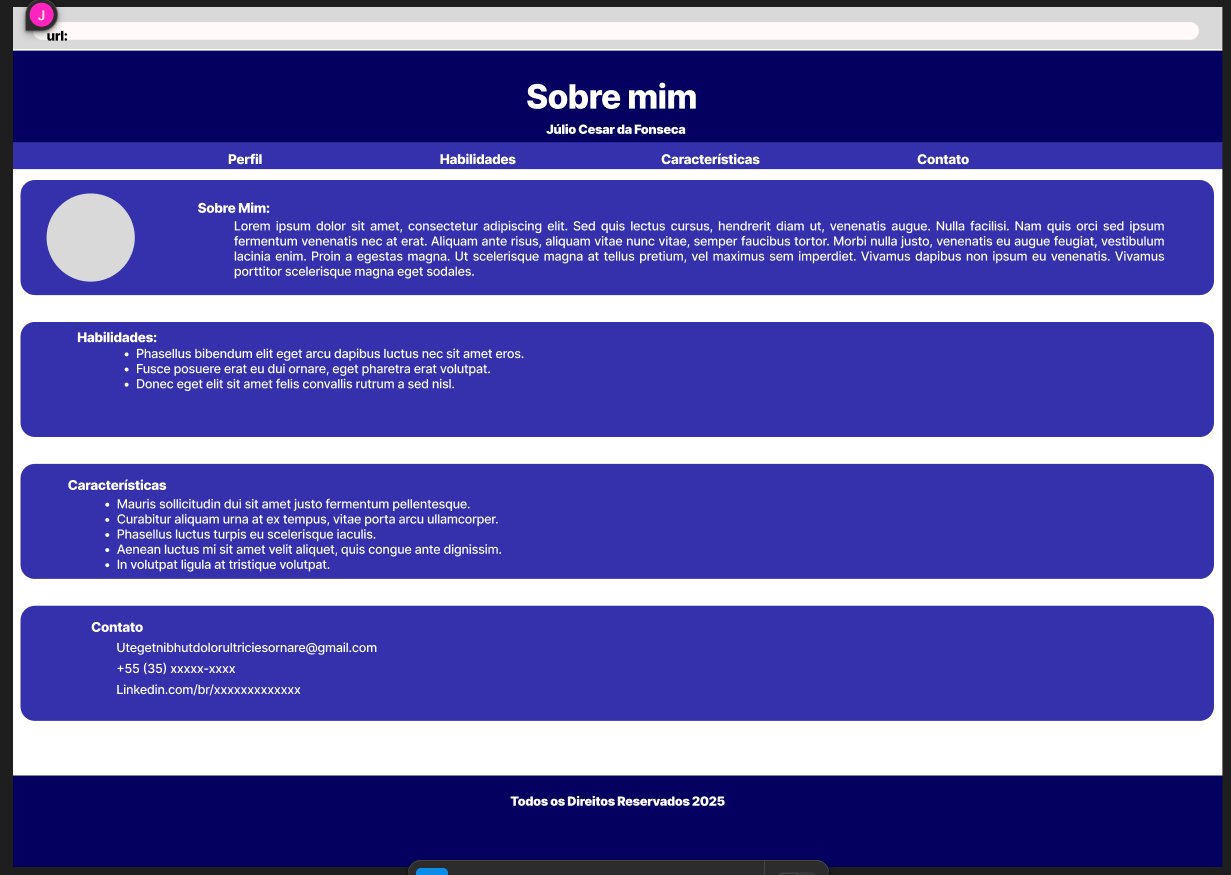 J
url:
Sobre mim
Júlio Cesar da Fonseca
Perfil Habilidades Características Contato
Sobre Mim:
Lorem ipsum dolor sit amet, consectetur adipiscing elit. Sed quis lectus cursus, hendrerit diam ut, venenatis augue. Nulla facilisi. Nam quis orci sed ipsum
fermentum venenatis nec at erat. Aliquam ante risus, aliquam vitae nunc vitae, semper faucibus tortor. Morbi nulla justo, venenatis eu augue feugiat, vestibulum
lacinia enim. Proin a egestas magna. Ut scelerisque magna at tellus pretium, vel maximus sem imperdiet. Vivamus dapibus non ipsum eu venenatis. Vivamus
porttitor scelerisque magna eget sodales.
Habilidades:
• Phasellus bibendum elit eget arcu dapibus luctus nec sit amet eros.
• Fusce posuere erat eu dui ornare, eget pharetra erat volutpat.
• Donec eget elit sit amet felis convallis rutrum a sed nisl.
Características
• Mauris sollicitudin dui sit amet justo fermentum pellentesque.
• Curabitur aliquam urna at ex tempus, vitae porta arcu ullamcorper.
• Phasellus luctus turpis eu scelerisque iaculis.
• Aenean luctus mi sit amet velit aliquet, quis congue ante dignissim.
• In volutpat ligula at tristique volutpat.
Contato
Utegetnibhutdolorultriciesornare@gmail.com
+55 (35) xxxxx-xxxx
Linkedin.com/br/xxxxxxxxxxxxx
Todos os Direitos Reservados 2025